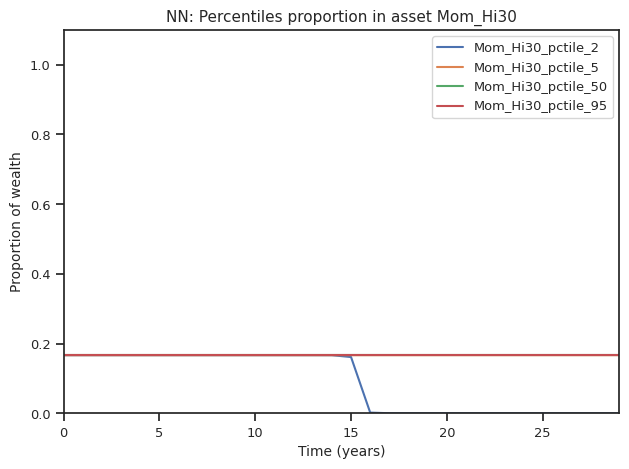 NN: Percentiles proportion in asset Mom_Hi30
Mom_Hi30_pctile_2
Mom_Hi30_pctile_5
Mom_Hi30_pctile_50
Mom_Hi30_pctile_95
Proportion of wealth
1.0
0.8
0.6
0.4
0.2
0.0
0 5 10 15 20 25
Time (years)